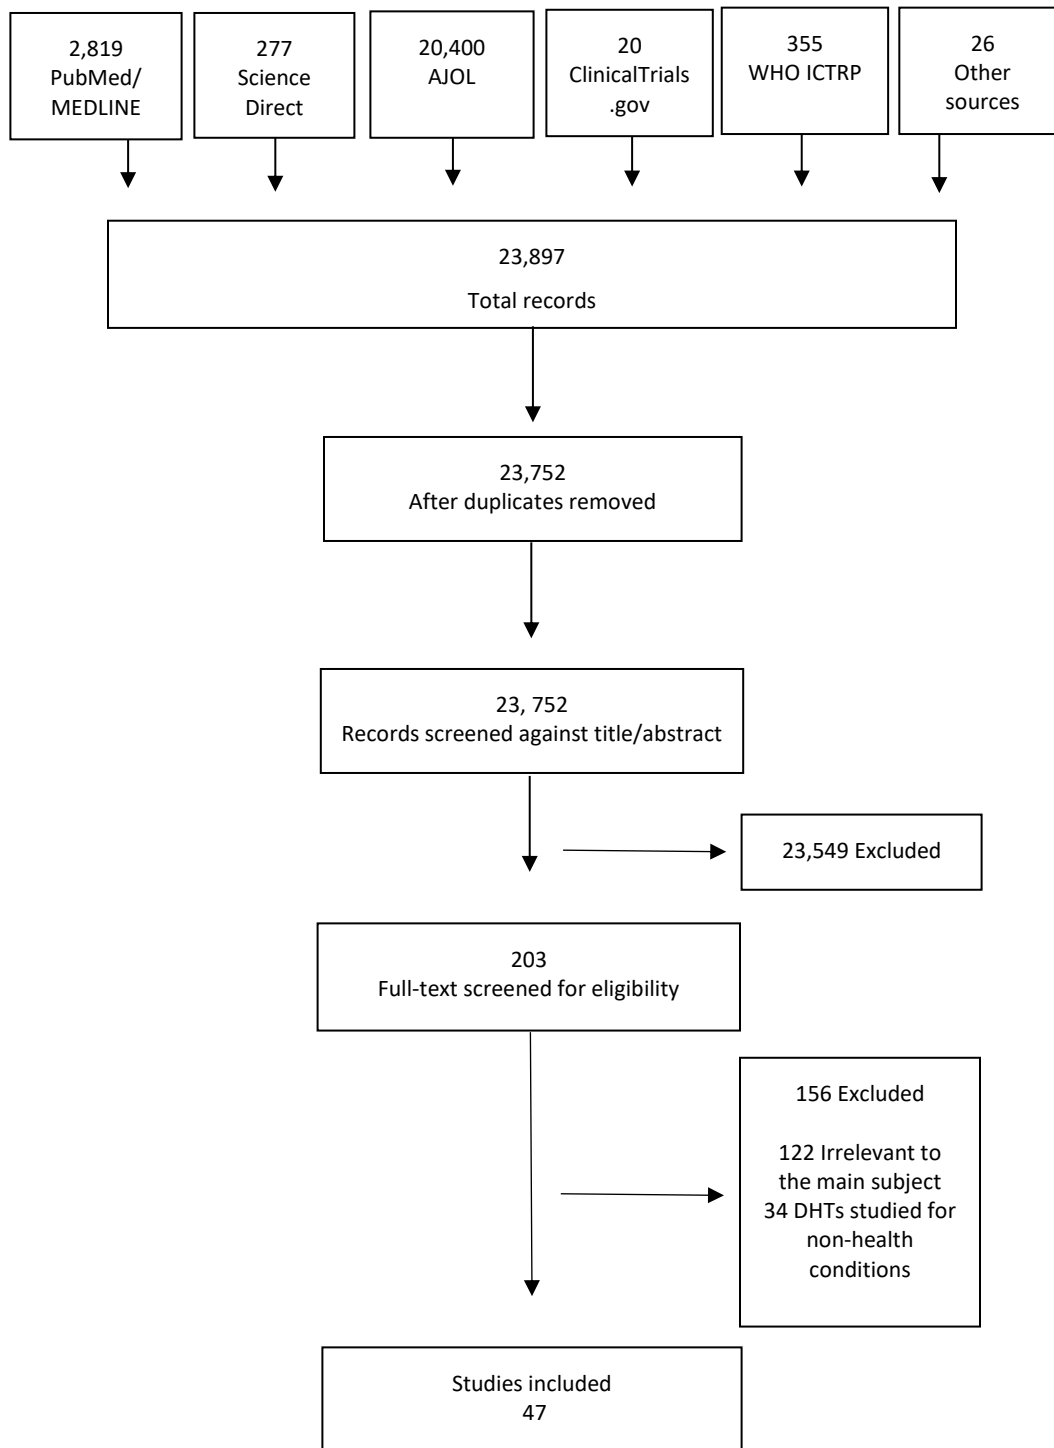 2,819
PubMed/
MEDLINE
277
Science
Direct
20,400
AJOL
20
ClinicalTrials
.gov
355
WHO ICTRP
26
Other
sources
23,897
Total records
23,752
After duplicates removed
23, 752
Records screened against title/abstract
23,549 Excluded
203
Full-text screened for eligibility
156 Excluded
122 Irrelevant to
the main subject
34 DHTs studied for
non-health
conditions
Studies included
47